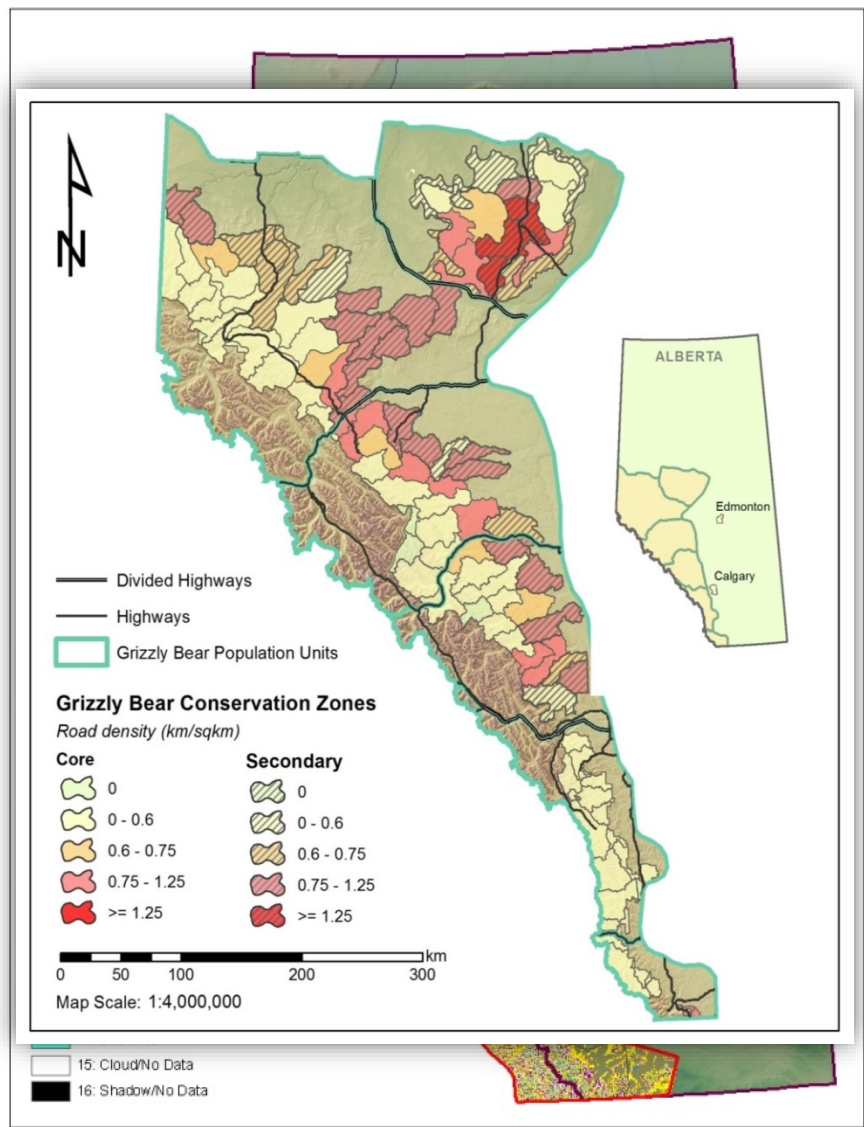 N
ALBERTA
Edmonton
Calgary
Divided Highways
Highways
Grizzly Bear Population Units
Grizzly Bear Conservation Zones
Road density (km/sqkm)
Core
0
0 - 0.6
0.6 - 0.75
0.75 - 1.25
>= 1.25
Secondary
0
0 - 0.6
0.6 - 0.75
0.75 - 1.25
>= 1.25
km
0 50 100 200 300
Map Scale: 1:4,000,000
15: Cloud/No Data
16: Shadow/No Data